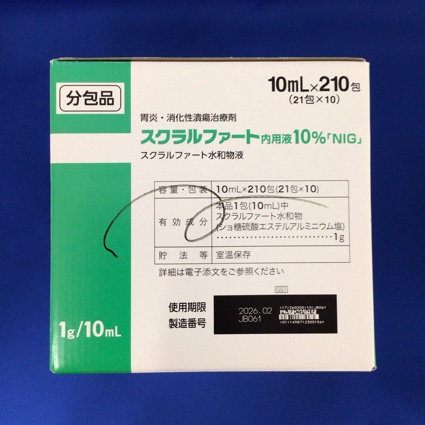 10mL×210包
(21包×10)
分包品
胃炎・消化性潰瘍治療剤
スクラルファート内用液10%「NIG」
スクラルファート水和物液
容量・包装 10mL×210包(21包×10)
有効成分 本品1包(10mL)中
スクラルファート水和物
(ショ糖硫酸エステルアルミニウム塩)
1g
貯法等 室温保存
詳細は電子添文をご参照ください
使用期限 2026.02
製造番号 JB061
1g/10mL